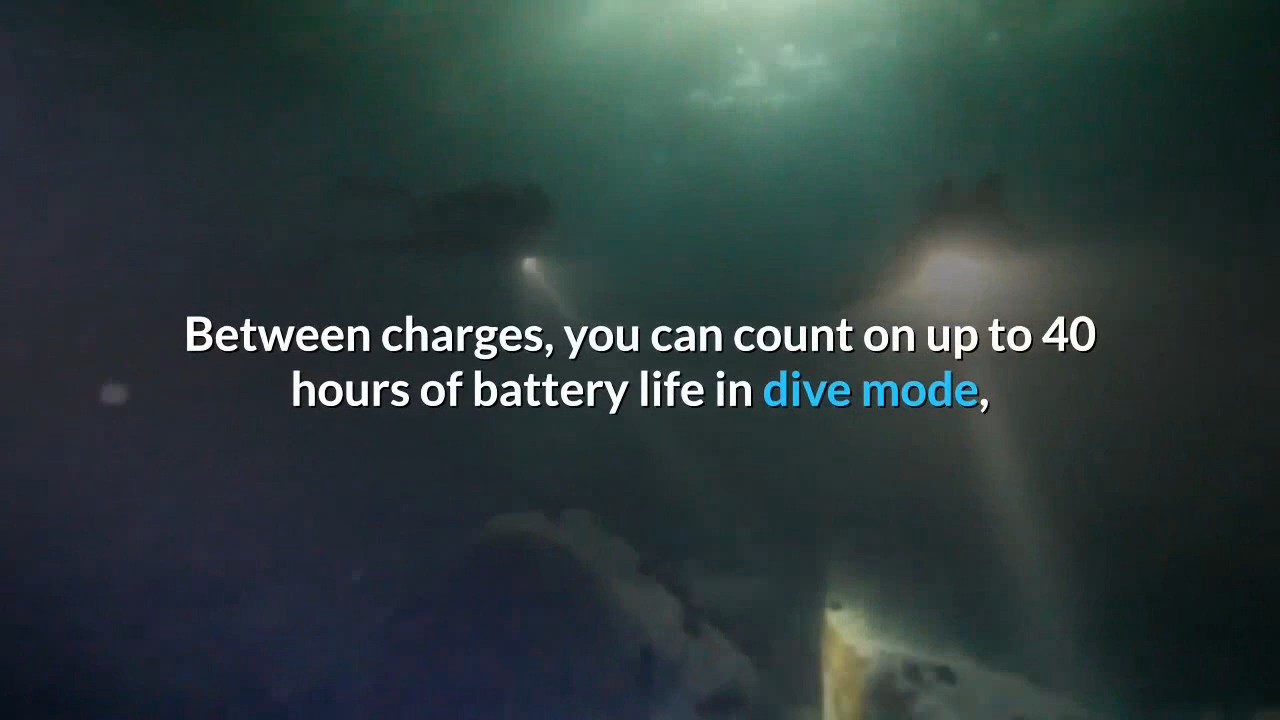 Between charges, you can count on up to 40
hours of battery life in dive mode,